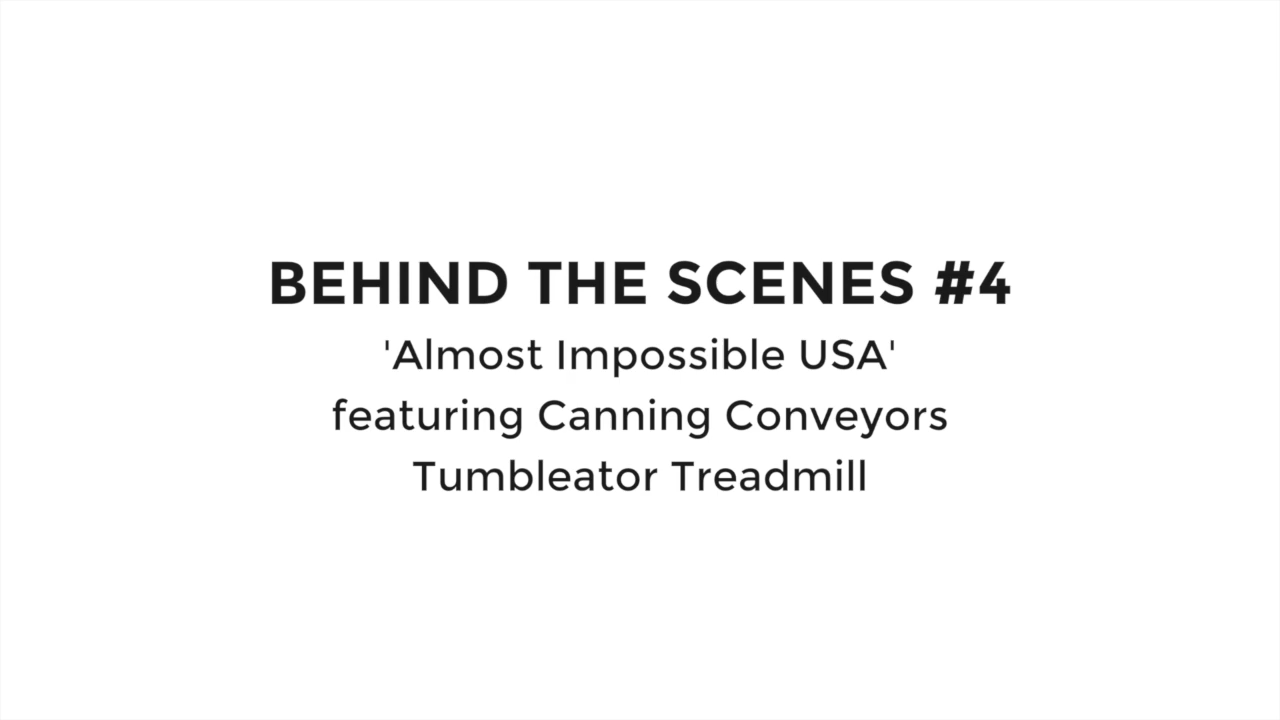 BEHIND THE SCENES #4
'Almost Impossible USA'
featuring Canning Conveyors
Tumbleator Treadmill